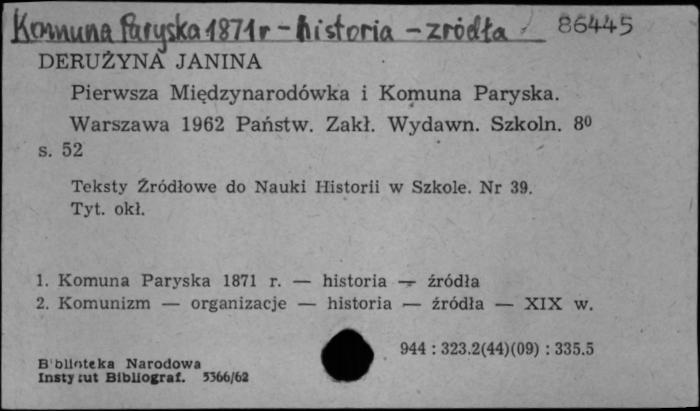 Komuna Paryska 1871 r - historia - zródła 86445
DERUŻYNA JANINA
Pierwsza Międzynarodówka i Komuna Paryska.
Warszawa 1962 Państw. Zakł. Wydawn. Szkoln. 8⁰
s. 52
Teksty Źródłowe do Nauki Historii w Szkole. Nr 39.
Tyt. okł.
1. Komuna Paryska 1871 r. — historia — źródła
2. Komunizm — organizacje — historia — źródła — XIX w.
944 : 323.2(44)(09) : 335.5
B blioteka Narodowa
Instytut Bibliograf. 5366/62